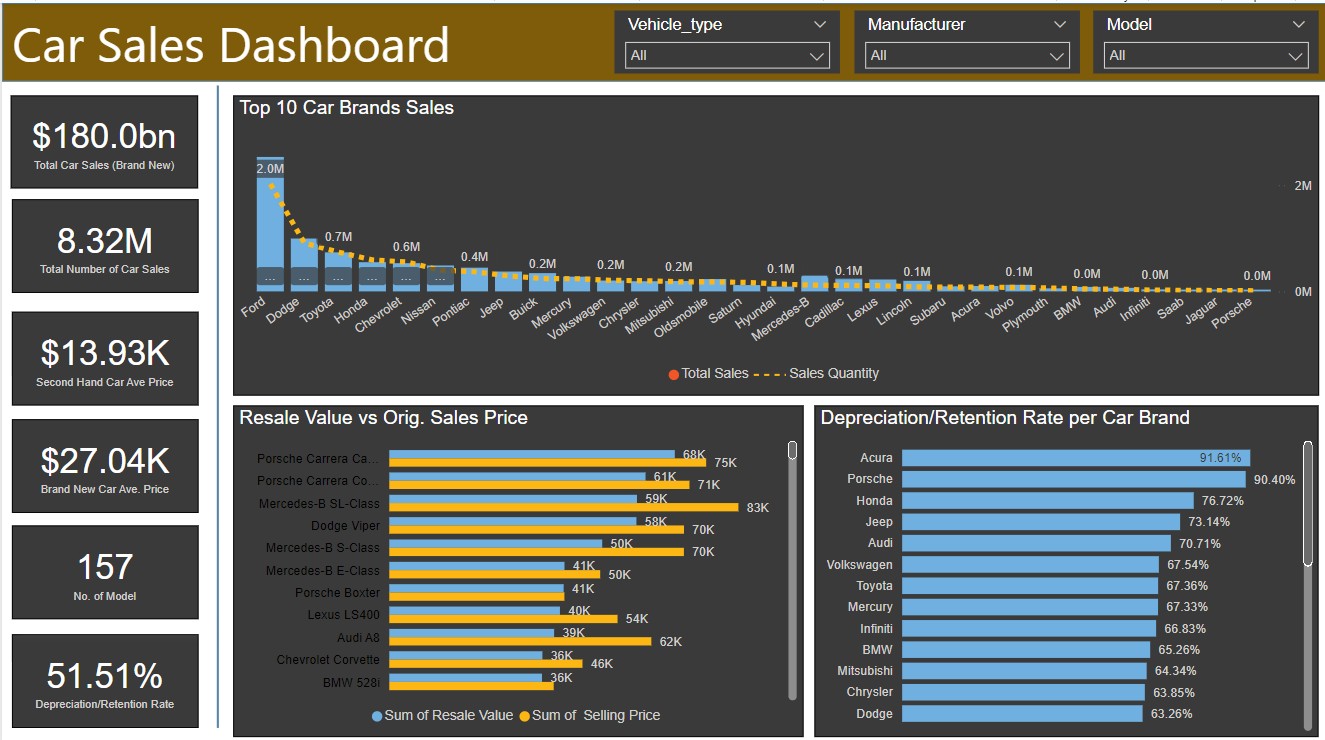 Car Sales Dashboard
Vehicle_type
All
Manufacturer
All
Model
All
$180.0bn
Total Car Sales (Brand New)
8.32M
Total Number of Car Sales
$13.93K
Second Hand Car Ave Price
$27.04K
Brand New Car Ave. Price
157
No. of Model
51.51%
Depreciation/Retention Rate
Top 10 Car Brands Sales
2.0M
0.7M
0.6M
0.4M
0.2M
0.2M
0.2M
0.1M
0.1M
0.1M
0.1M
0.0M
0.0M
0.0M
2M
0M
...
...
...
...
...
...
Ford
Dodge
Toyota
Honda
Chevrolet
Nissan
Pontiac
Jeep
Buick
Mercury
Volkswagen
Chrysler
Mitsubishi
Oldsmobile
Saturn
Hyundai
Mercedes-B
Cadillac
Lexus
Lincoln
Subaru
Acura
Volvo
Plymouth
BMW
Audi
Infiniti
Saab
Jaguar
Porsche
Total Sales
Sales Quantity
Resale Value vs Orig. Sales Price
Porsche Carrera Ca... 68K 75K
Porsche Carrera Co... 61K 71K
Mercedes-B SL-Class 59K 83K
Dodge Viper 58K 70K
Mercedes-B S-Class 50K 70K
Mercedes-B E-Class 41K 50K
Porsche Boxter 41K
Lexus LS400 40K 54K
Audi A8 39K 62K
Chevrolet Corvette 36K 46K
BMW 528i 36K
Sum of Resale Value
Sum of Selling Price
Depreciation/Retention Rate per Car Brand
Acura 91.61%
Porsche 90.40%
Honda 76.72%
Jeep 73.14%
Audi 70.71%
Volkswagen 67.54%
Toyota 67.36%
Mercury 67.33%
Infiniti 66.83%
BMW 65.26%
Mitsubishi 64.34%
Chrysler 63.85%
Dodge 63.26%